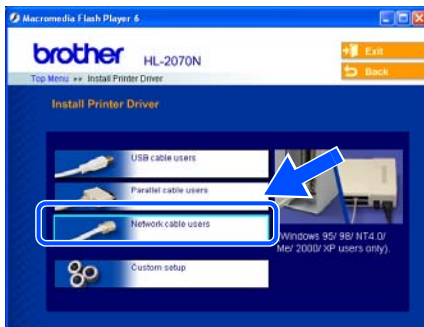 Macromedia Flash Player 6
brother
HL-2070N
Exit
Back
Top Menu ▸▸ Install Printer Driver
Install Printer Driver
USB cable users
Parallel cable users
Network cable users
Custom setup
(Windows 95/ 98/ NT4.0/
Me/ 2000/ XP users only).